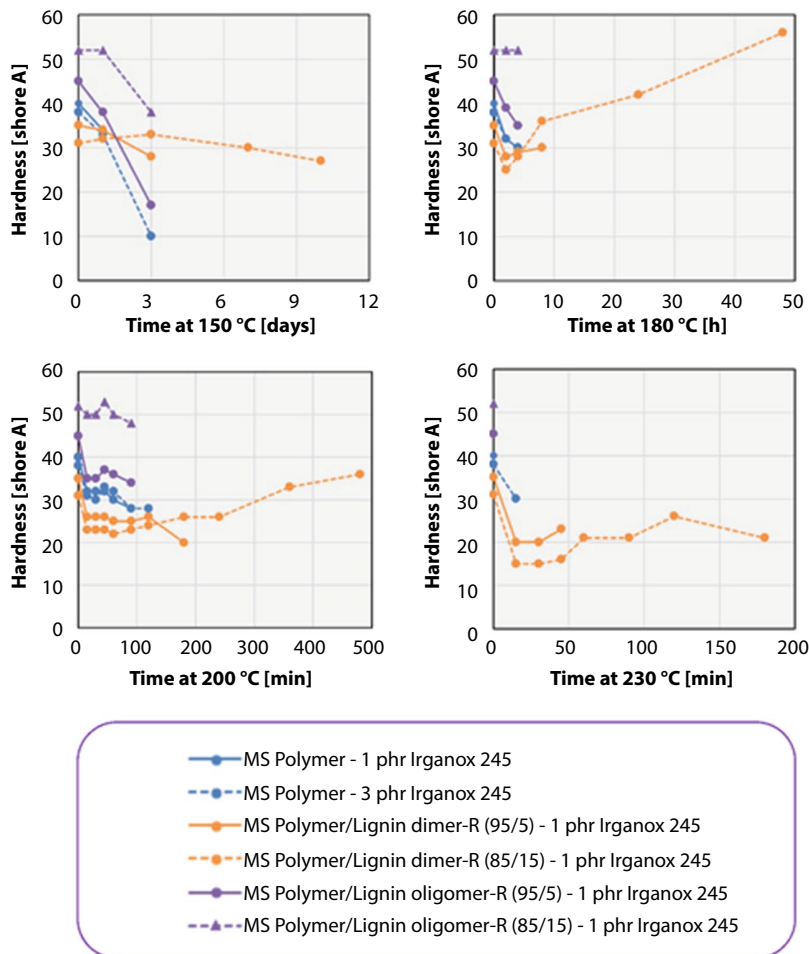 60
50
40
30
20
10
0
Hardness [shore A]
0 3 6 9 12
Time at 150 °C [days]
60
50
40
30
20
10
0
Hardness [shore A]
0 10 20 30 40 50
Time at 180 °C [h]
60
50
40
30
20
10
0
Hardness [shore A]
0 100 200 300 400 500
Time at 200 °C [min]
60
50
40
30
20
10
0
Hardness [shore A]
0 50 100 150 200
Time at 230 °C [min]
MS Polymer - 1 phr Irganox 245
MS Polymer - 3 phr Irganox 245
MS Polymer/Lignin dimer-R (95/5) - 1 phr Irganox 245
MS Polymer/Lignin dimer-R (85/15) - 1 phr Irganox 245
MS Polymer/Lignin oligomer-R (95/5) - 1 phr Irganox 245
MS Polymer/Lignin oligomer-R (85/15) - 1 phr Irganox 245